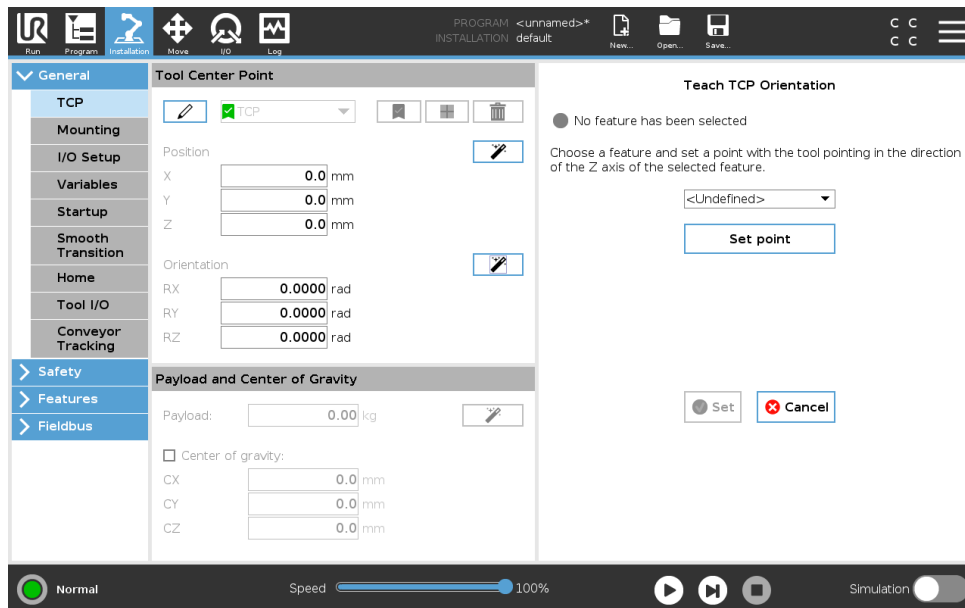 PROGRAM <unnamed>*
INSTALLATION default
UR
Run
Program
Installation
Move
I/O
Log
New...
Open...
Save...
C C
C C
General
TCP
Mounting
I/O Setup
Variables
Startup
Smooth
Transition
Home
Tool I/O
Conveyor
Tracking
Safety
Features
Fieldbus
Tool Center Point
TCP
Position
X 0.0 mm
Y 0.0 mm
Z 0.0 mm
Orientation
RX 0.0000 rad
RY 0.0000 rad
RZ 0.0000 rad
Payload and Center of Gravity
Payload: 0.00 kg
Center of gravity:
CX 0.0 mm
CY 0.0 mm
CZ 0.0 mm
Teach TCP Orientation
No feature has been selected
Choose a feature and set a point with the tool pointing in the direction
of the Z axis of the selected feature.
<Undefined>
Set point
Set
Cancel
Normal
Speed 100%
Simulation